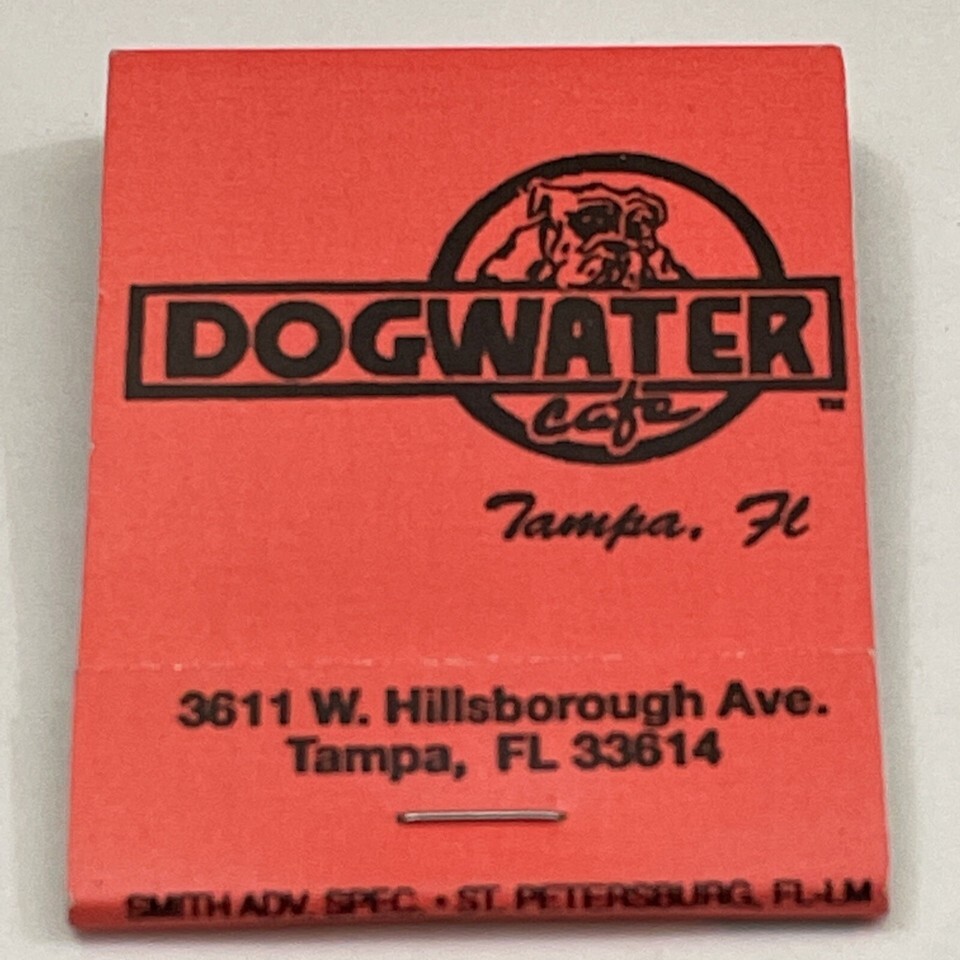 DOGWATER
cafe
TM
Tampa, Fl
3611 W. Hillsborough Ave.
Tampa, FL 33614
SMITH ADV. SPEC. • ST. PETERSBURG, FL-LM